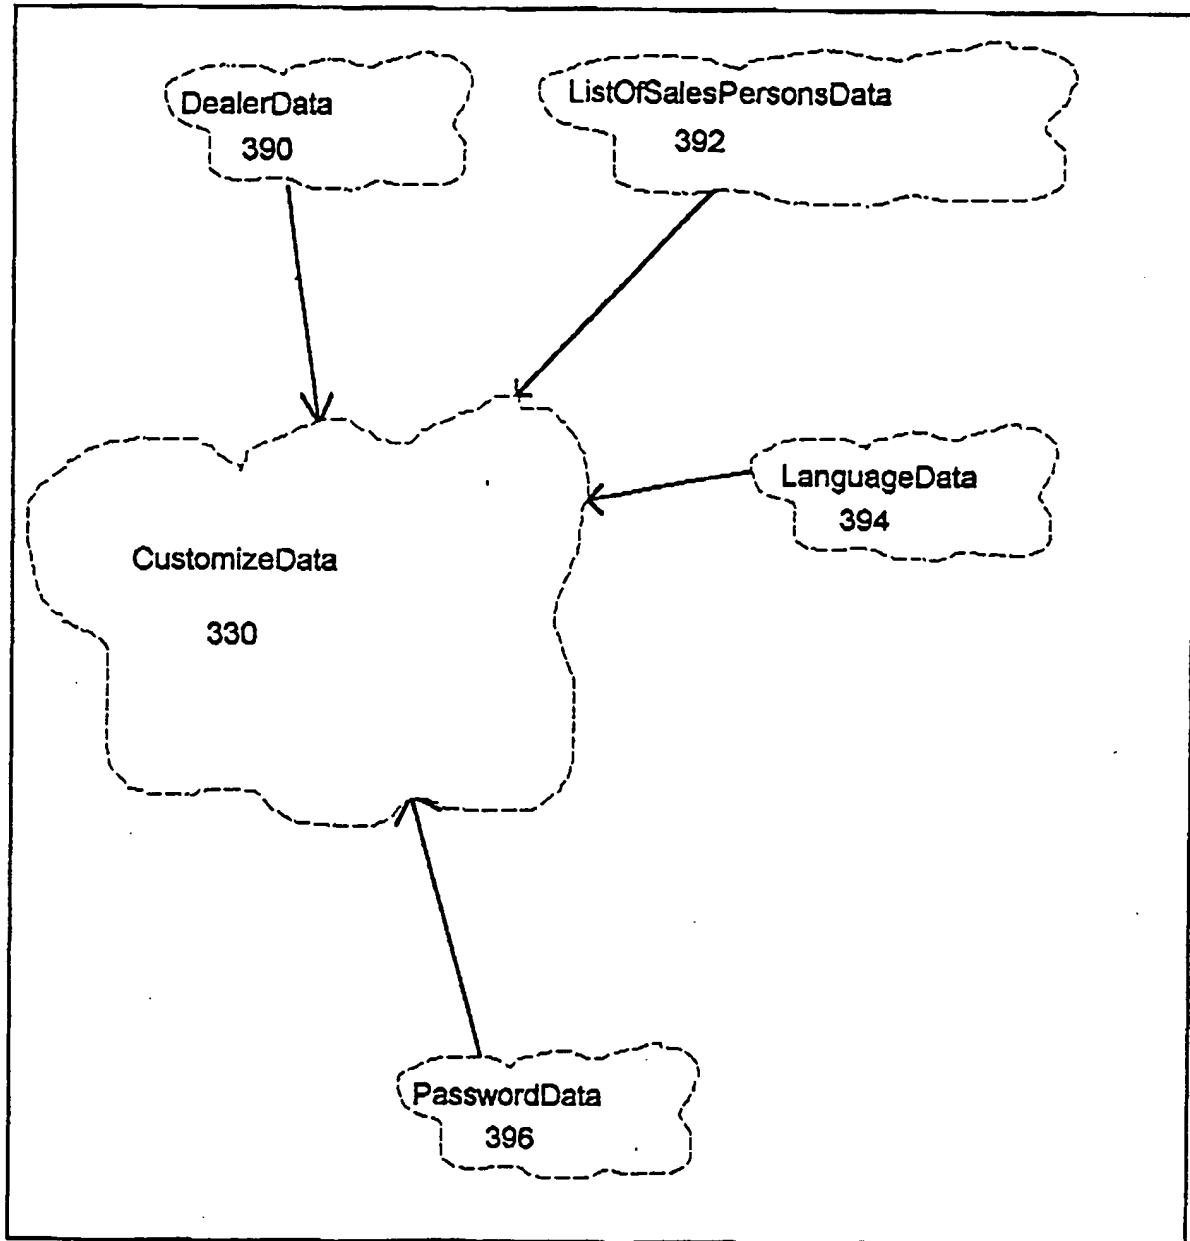 DealerData
390
ListOfSalesPersonsData
392
LanguageData
394
CustomizeData
330
PasswordData
396